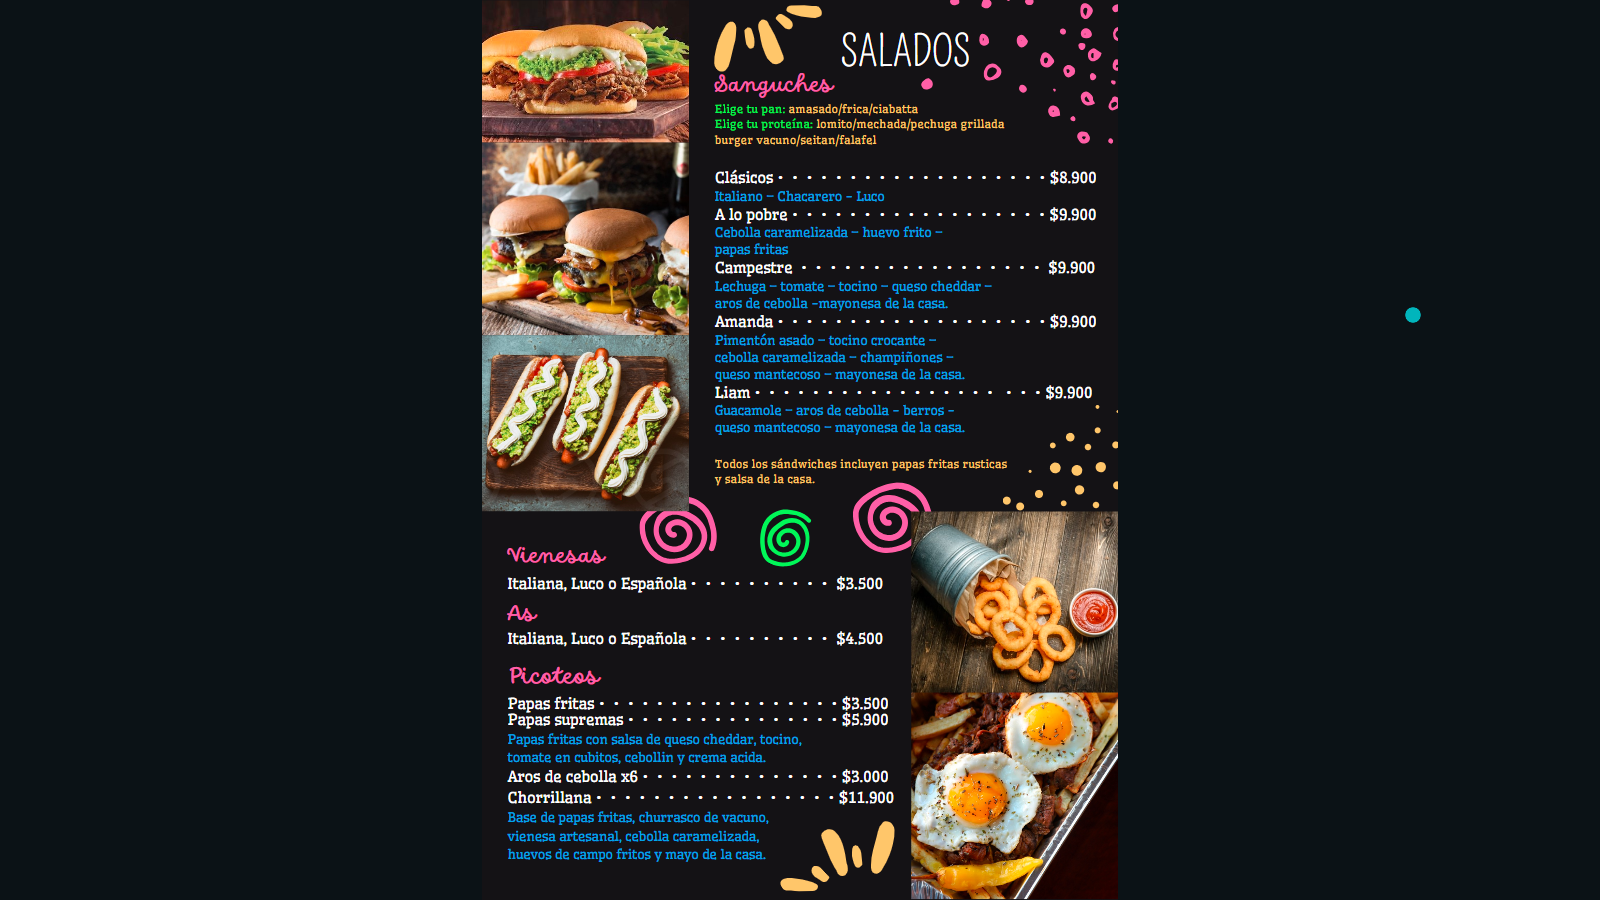 SALADOS
Sanguches
Elige tu pan: amasado/frica/ciabatta
Elige tu proteína: lomito/mechada/pechuga grillada
burger vacuno/seitan/falafel
Clásicos · · · · · · · · · · · · · · · · · · · $8.900
Italiano – Chacarero - Luco
A lo pobre · · · · · · · · · · · · · · · · · · $9.900
Cebolla caramelizada – huevo frito –
papas fritas
Campestre · · · · · · · · · · · · · · · · · $9.900
Lechuga – tomate – tocino – queso cheddar –
aros de cebolla -mayonesa de la casa.
Amanda · · · · · · · · · · · · · · · · · · · $9.900
Pimentón asado – tocino crocante –
cebolla caramelizada – champiñones –
queso mantecoso – mayonesa de la casa.
Liam · · · · · · · · · · · · · · · · · · · · $9.900
Guacamole – aros de cebolla - berros -
queso mantecoso – mayonesa de la casa.
Todos los sándwiches incluyen papas fritas rusticas
y salsa de la casa.
Vienesas
Italiana, Luco o Española · · · · · · · · · · $3.500
As
Italiana, Luco o Española · · · · · · · · · · $4.500
Picoteos
Papas fritas · · · · · · · · · · · · · · · · · $3.500
Papas supremas · · · · · · · · · · · · · · · $5.900
Papas fritas con salsa de queso cheddar, tocino,
tomate en cubitos, cebollin y crema acida.
Aros de cebolla x6 · · · · · · · · · · · · · · $3.000
Chorrillana · · · · · · · · · · · · · · · · · $11.900
Base de papas fritas, churrasco de vacuno,
vienesa artesanal, cebolla caramelizada,
huevos de campo fritos y mayo de la casa.